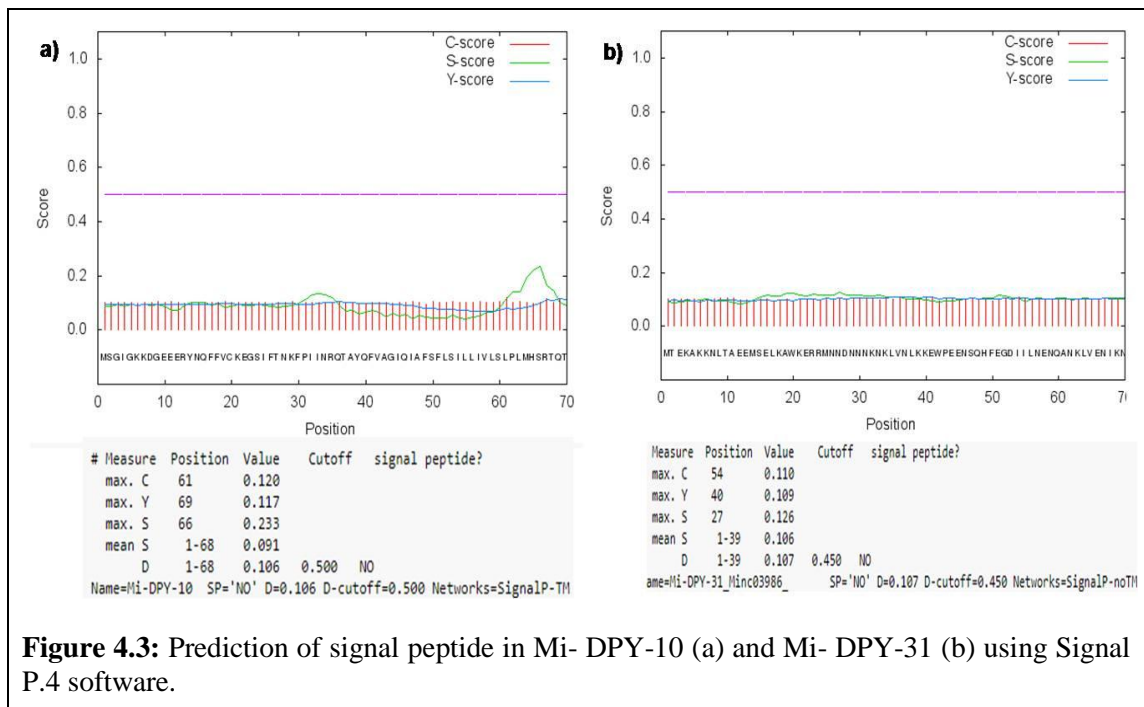 a)
C-score
S-score
Y-score
1.0
0.8
0.6
0.4
0.2
0.0
Score
MSGIGKKDGEEERYNQFFVCKEGSIFTNKFPIINRQTAYQFVAGIQIAFSFLSILLIVLSLPLMHSRTQT
0 10 20 30 40 50 60 70
Position
# Measure Position Value Cutoff signal peptide?
max. C 61 0.120
max. Y 69 0.117
max. S 66 0.233
mean S 1-68 0.091
D 1-68 0.106 0.500 NO
Name=Mi-DPY-10 SP='NO' D=0.106 D-cutoff=0.500 Networks=SignalP-TM
b)
C-score
S-score
Y-score
1.0
0.8
0.6
0.4
0.2
0.0
Score
MTEKAKKNLTAEEMSELKAWKERRMNNDNNNKNKLVNLKKEWPEENSQHFEGDIILNENQANKLVENIKN
0 10 20 30 40 50 60 70
Position
Measure Position Value Cutoff signal peptide?
max. C 54 0.110
max. Y 40 0.109
max. S 27 0.126
mean S 1-39 0.106
D 1-39 0.107 0.450 NO
ame=Mi-DPY-31_Minc03986_ SP='NO' D=0.107 D-cutoff=0.450 Networks=SignalP-noTM
Figure 4.3: Prediction of signal peptide in Mi- DPY-10 (a) and Mi- DPY-31 (b) using Signal
P.4 software.